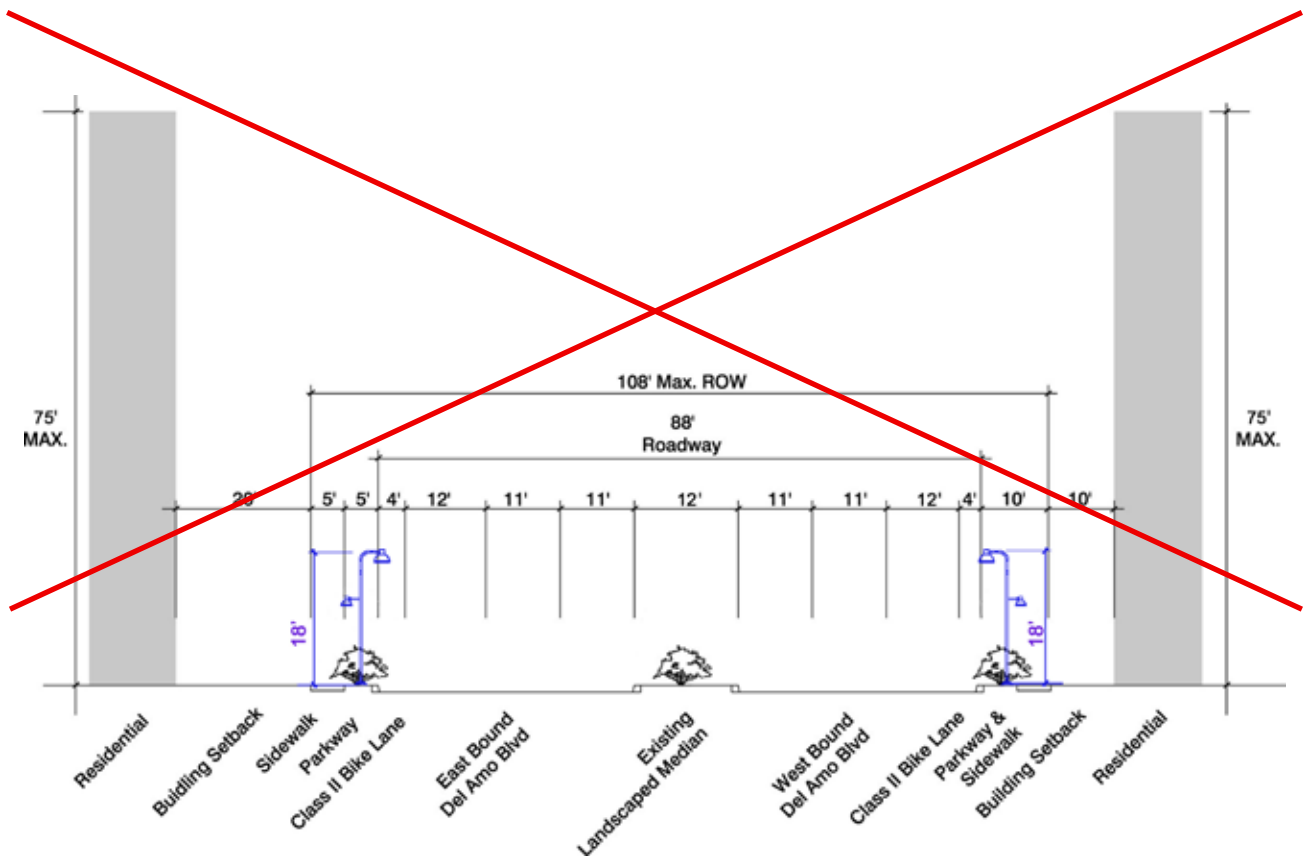 108' Max. ROW
88'
Roadway
75'
MAX.
75'
MAX.
20'
5'
5'
4'
12'
11'
11'
12'
11'
11'
12'
4'
10'
10'
18'
18'
Residential
Buidling Setback
Sidewalk
Parkway
Class II Bike Lane
East Bound
Del Amo Blvd
Existing
Landscaped Median
West Bound
Del Amo Blvd
Class II Bike Lane
Parkway &
Sidewalk
Building Setback
Residential